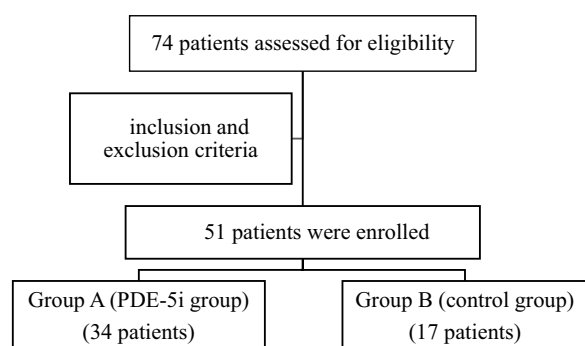 74 patients assessed for eligibility
inclusion and
exclusion criteria
51 patients were enrolled
Group A (PDE-5i group)
(34 patients)
Group B (control group)
(17 patients)